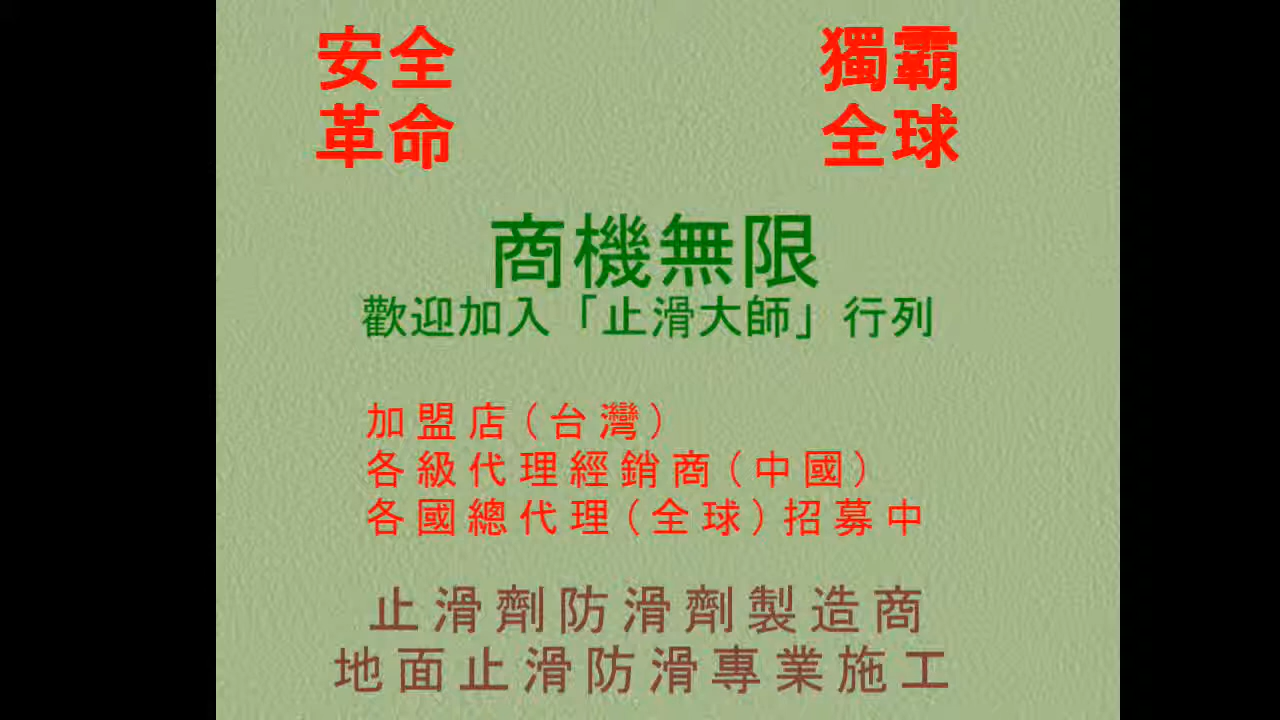 安全 獨霸
革命 全球
商機無限
歡迎加入「止滑大師」行列
加盟店(台灣)
各級代理經銷商(中國)
各國總代理(全球)招募中
止滑劑防滑劑製造商
地面止滑防滑專業施工